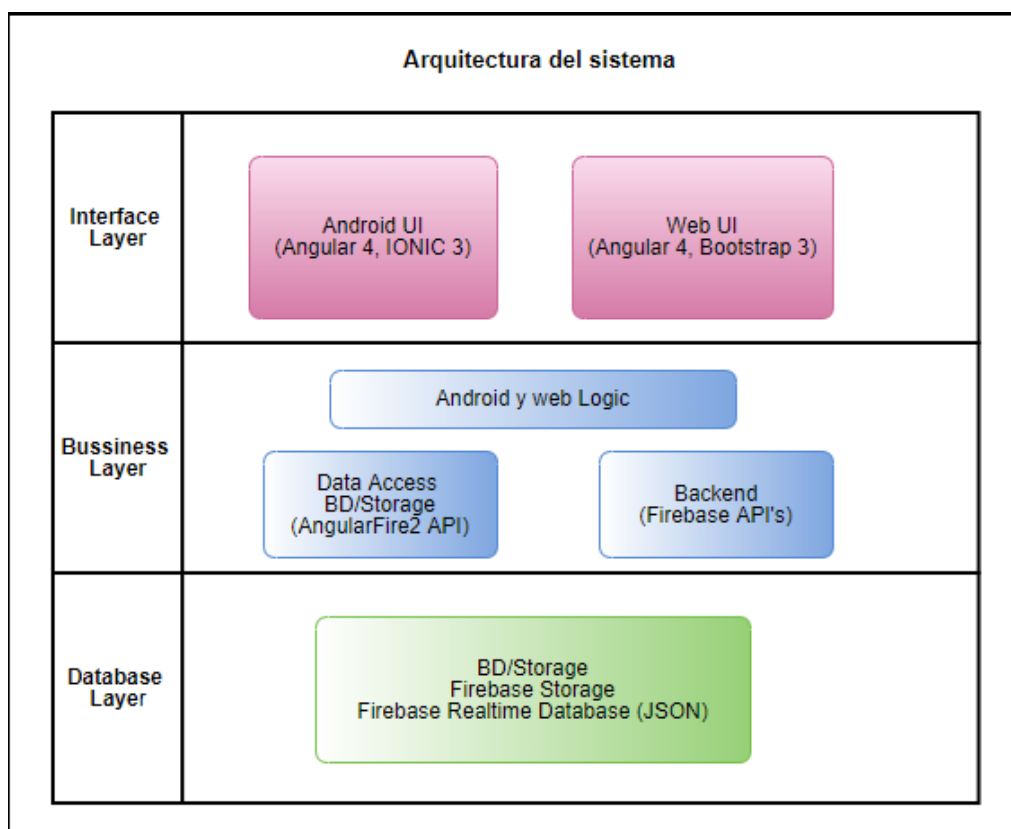 Arquitectura del sistema
Interface
Layer
Android UI
(Angular 4, IONIC 3)
Web UI
(Angular 4, Bootstrap 3)
Bussiness
Layer
Android y web Logic
Data Access
BD/Storage
(AngularFire2 API)
Backend
(Firebase API's)
Database
Layer
BD/Storage
Firebase Storage
Firebase Realtime Database (JSON)